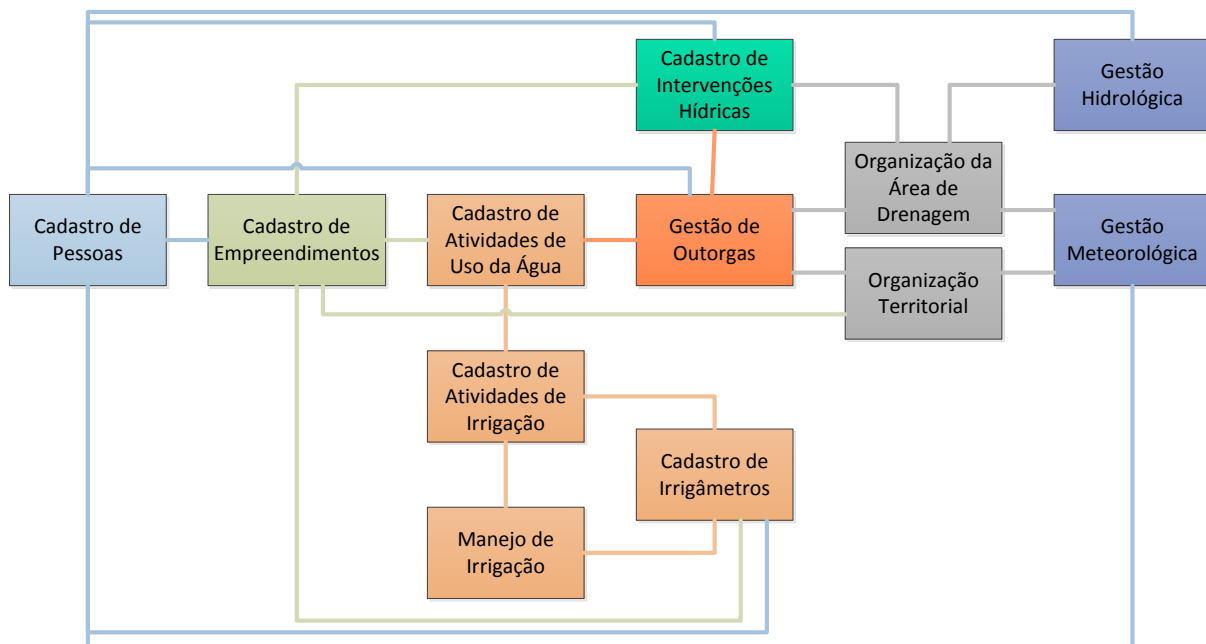 Cadastro de
Intervenções
Hídricas
Gestão
Hidrológica
Organização da
Área de
Drenagem
Cadastro de
Pessoas
Cadastro de
Empreendimentos
Cadastro de
Atividades de
Uso da Água
Gestão de
Outorgas
Gestão
Meteorológica
Organização
Territorial
Cadastro de
Atividades de
Irrigação
Cadastro de
Irrigâmetros
Manejo de
Irrigação